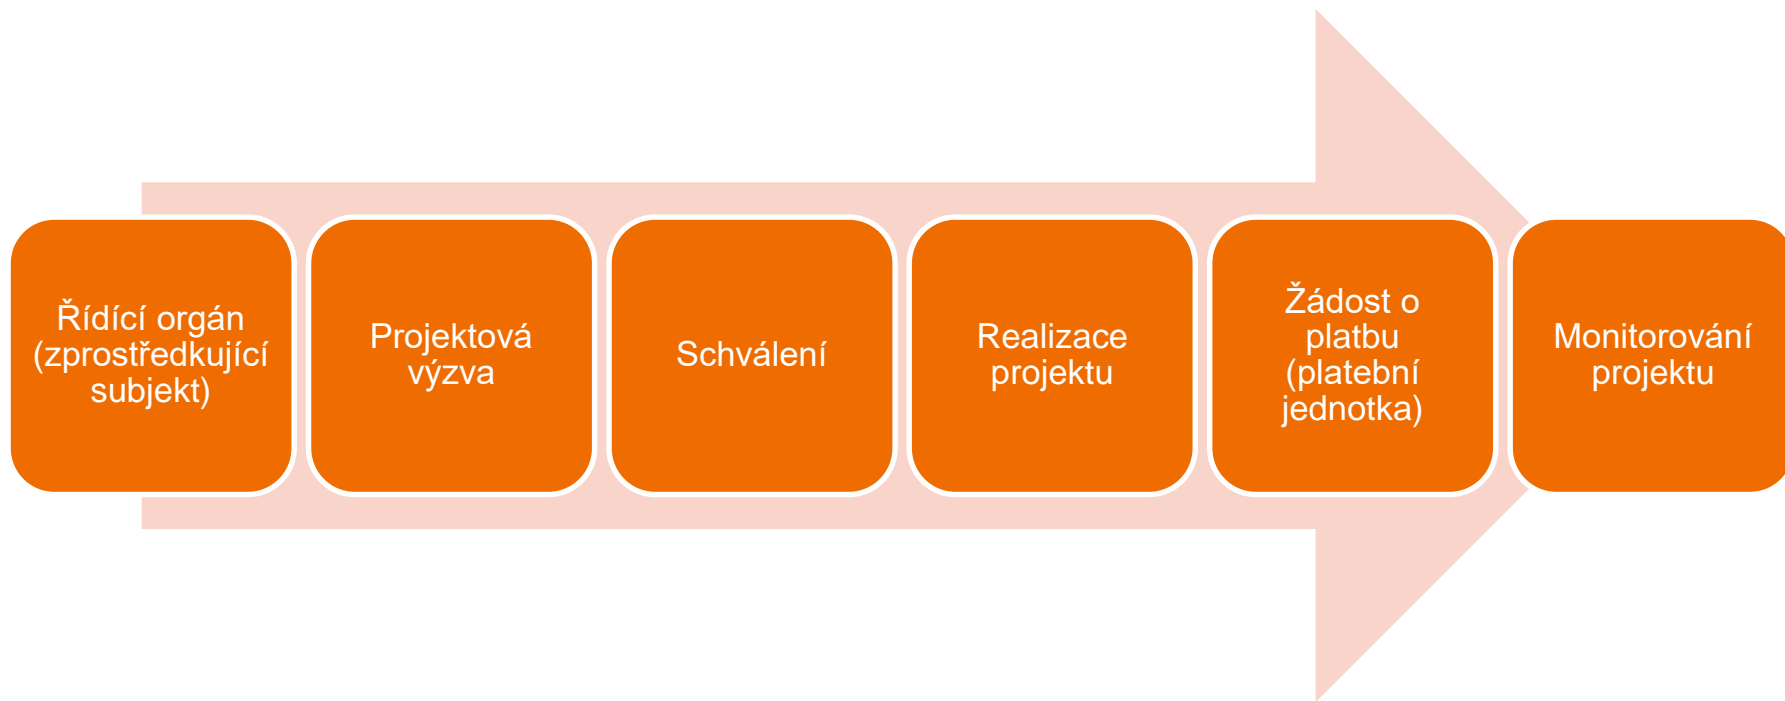 Řídící orgán
(zprostředkující
subjekt)
Projektová
výzva
Schválení
Realizace
projektu
Žádost o
platbu
(platební
jednotka)
Monitorování
projektu